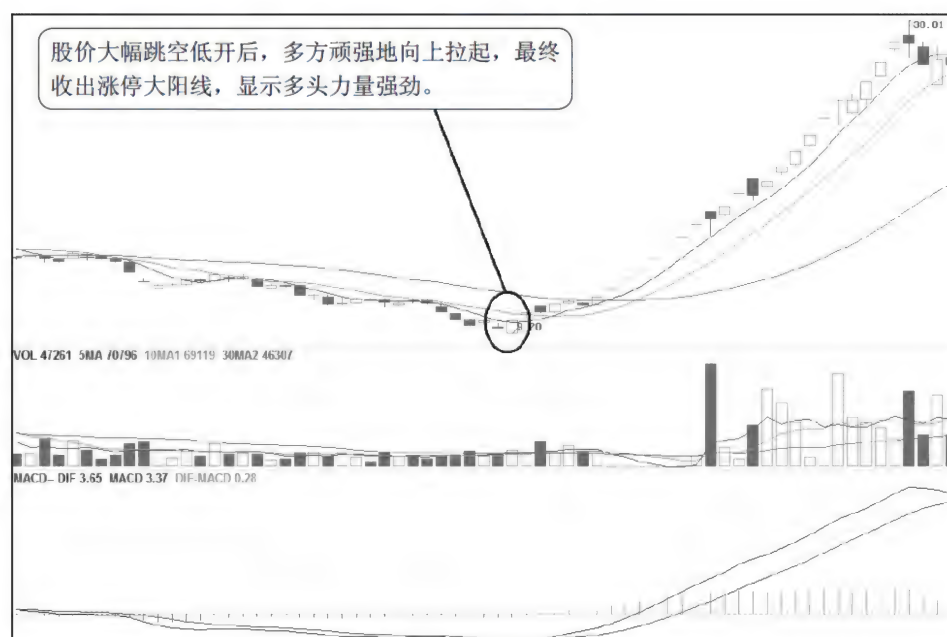 股价大幅跳空低开后，多方顽强地向上拉起，最终
收出涨停大阳线，显示多头力量强劲。
30.01
9.20
VOL 47261 5MA 70796 10MA1 69119 30MA2 46307
MACD– DIF 3.65 MACD 3.37 DIF-MACD 0.28